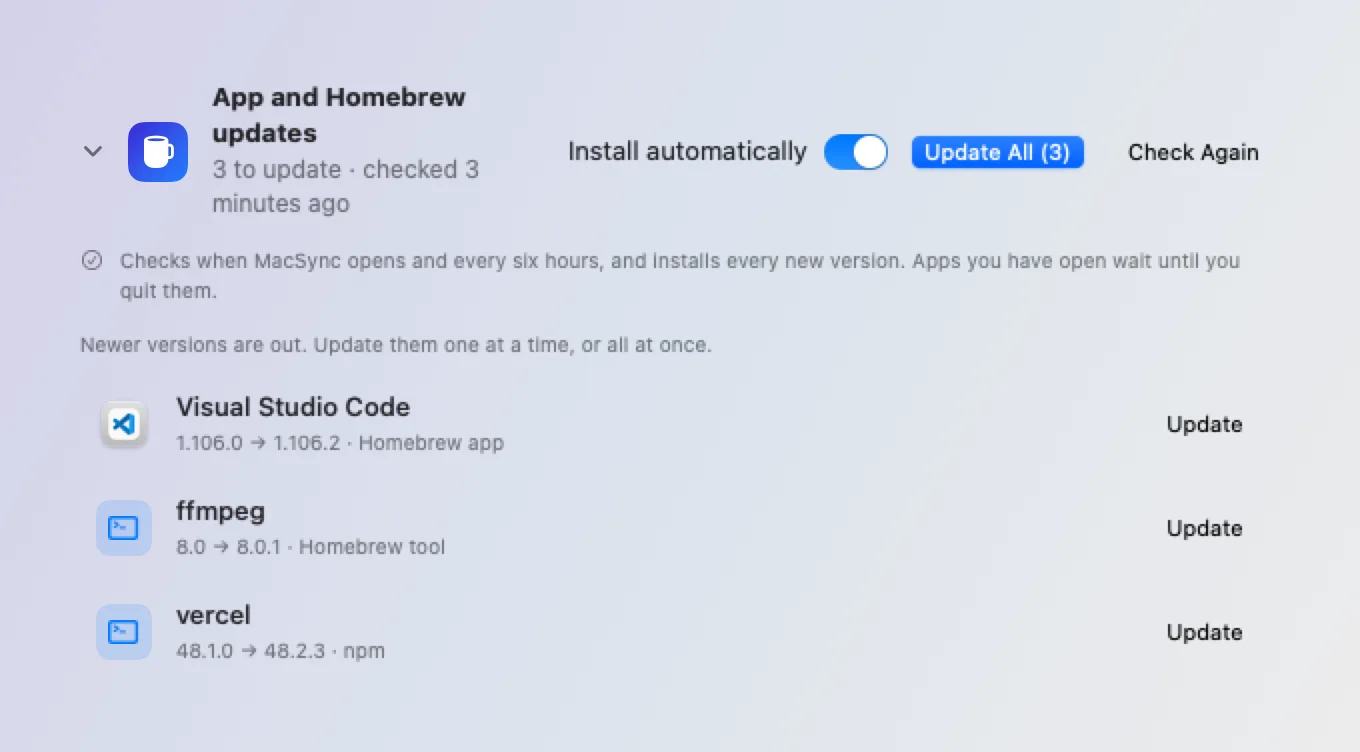 App and Homebrew
updates
3 to update · checked 3
minutes ago
Install automatically
Update All (3)
Check Again
Checks when MacSync opens and every six hours, and installs every new version. Apps you have open wait until you
quit them.
Newer versions are out. Update them one at a time, or all at once.
Visual Studio Code
1.106.0 → 1.106.2 · Homebrew app
Update
ffmpeg
8.0 → 8.0.1 · Homebrew tool
Update
vercel
48.1.0 → 48.2.3 · npm
Update